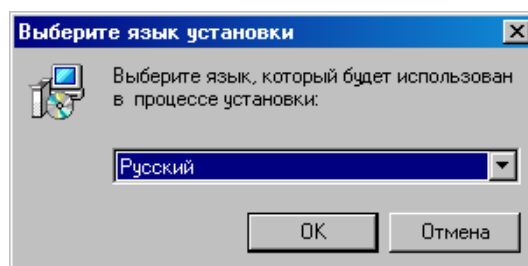 Выберите язык установки
Выберите язык, который будет использован
в процессе установки:
Русский
OK
Отмена